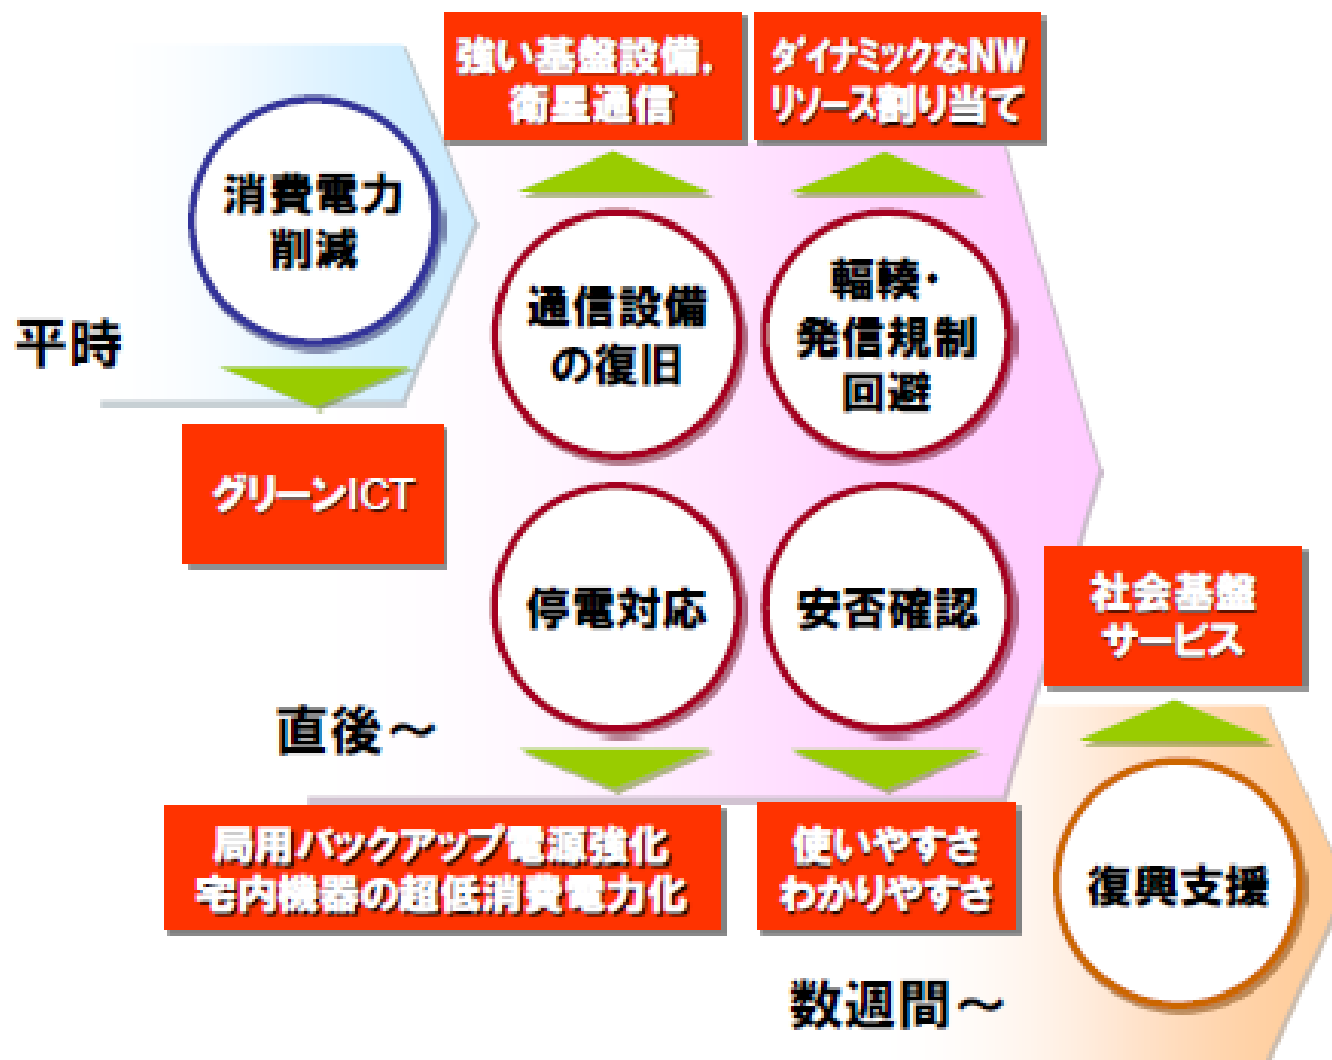 強い基盤設備,
衛星通信
ダイナミックなNW
リソース割り当て
消費電力
削減
平時
グリーンICT
通信設備
の復旧
輻輳・
発信規制
回避
停電対応
安否確認
直後～
局用バックアップ電源強化
宅内機器の超低消費電力化
使いやすさ
わかりやすさ
社会基盤
サービス
復興支援
数週間～